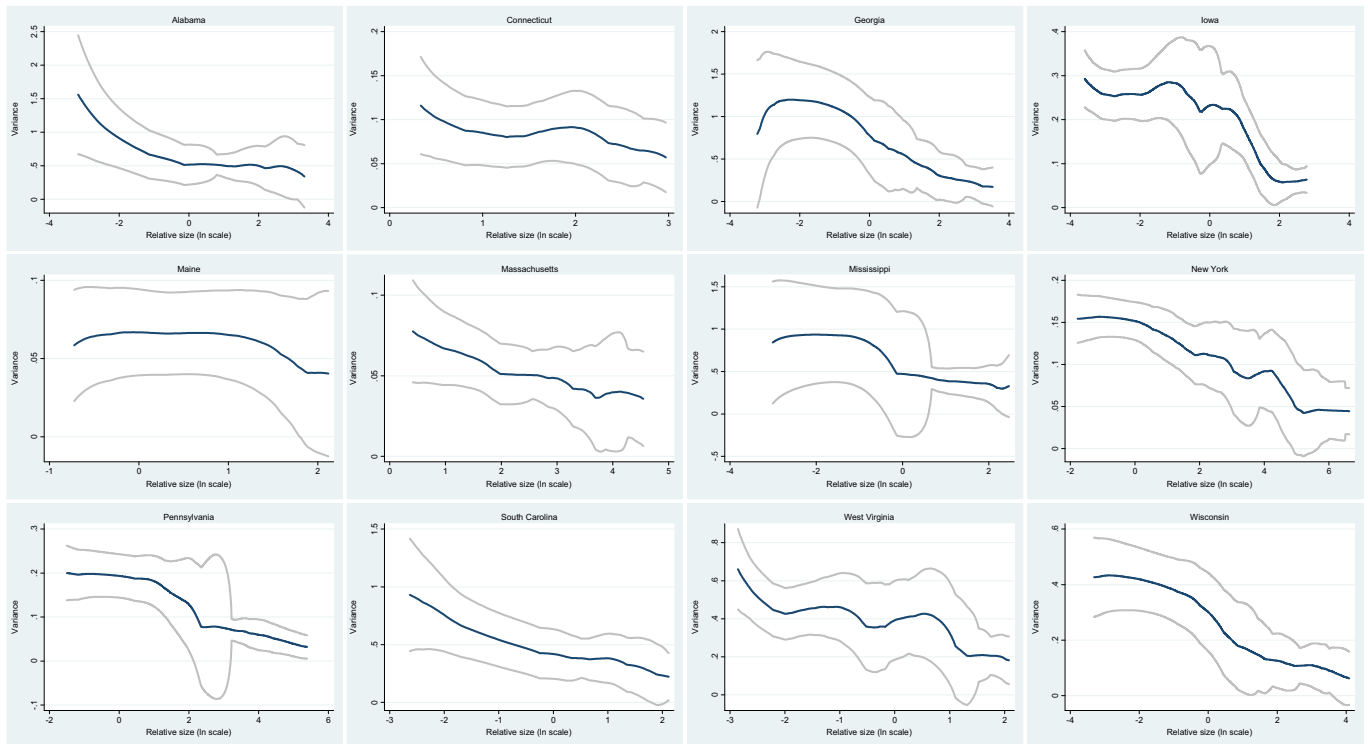 Alabama
Variance
2.5
2
1.5
1
.5
0
-4 -2 0 2 4
Relative size (ln scale)
Connecticut
Variance
.2
.15
.1
.05
0
0 1 2 3
Relative size (ln scale)
Georgia
Variance
2
1.5
1
.5
0
-4 -2 0 2 4
Relative size (ln scale)
Iowa
Variance
.4
.3
.2
.1
0
-4 -2 0 2 4
Relative size (ln scale)
Maine
Variance
.1
.05
0
-1 0 1 2
Relative size (ln scale)
Massachusetts
Variance
.1
.05
0
0 1 2 3 4 5
Relative size (ln scale)
Mississippi
Variance
1.5
1
.5
0
-.5
-4 -2 0 2
Relative size (ln scale)
New York
Variance
.2
.15
.1
.05
0
-2 0 2 4 6
Relative size (ln scale)
Pennsylvania
Variance
.3
.2
.1
0
-.1
-2 0 2 4 6
Relative size (ln scale)
South Carolina
Variance
1.5
1
.5
0
-3 -2 -1 0 1 2
Relative size (ln scale)
West Virginia
Variance
.8
.6
.4
.2
0
-3 -2 -1 0 1 2
Relative size (ln scale)
Wisconsin
Variance
.6
.4
.2
0
-4 -2 0 2 4
Relative size (ln scale)